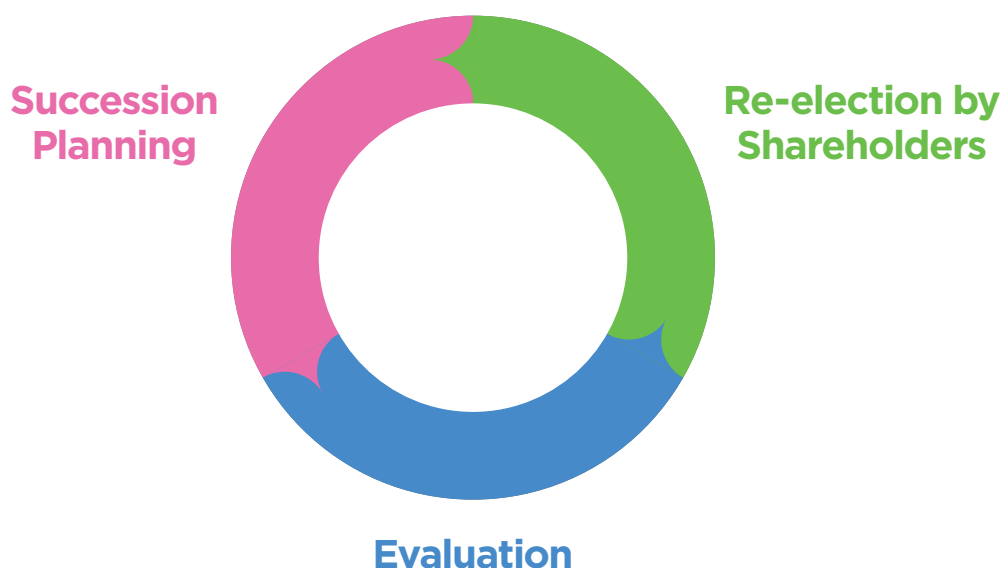 Succession
Planning
Re-election by
Shareholders
Evaluation